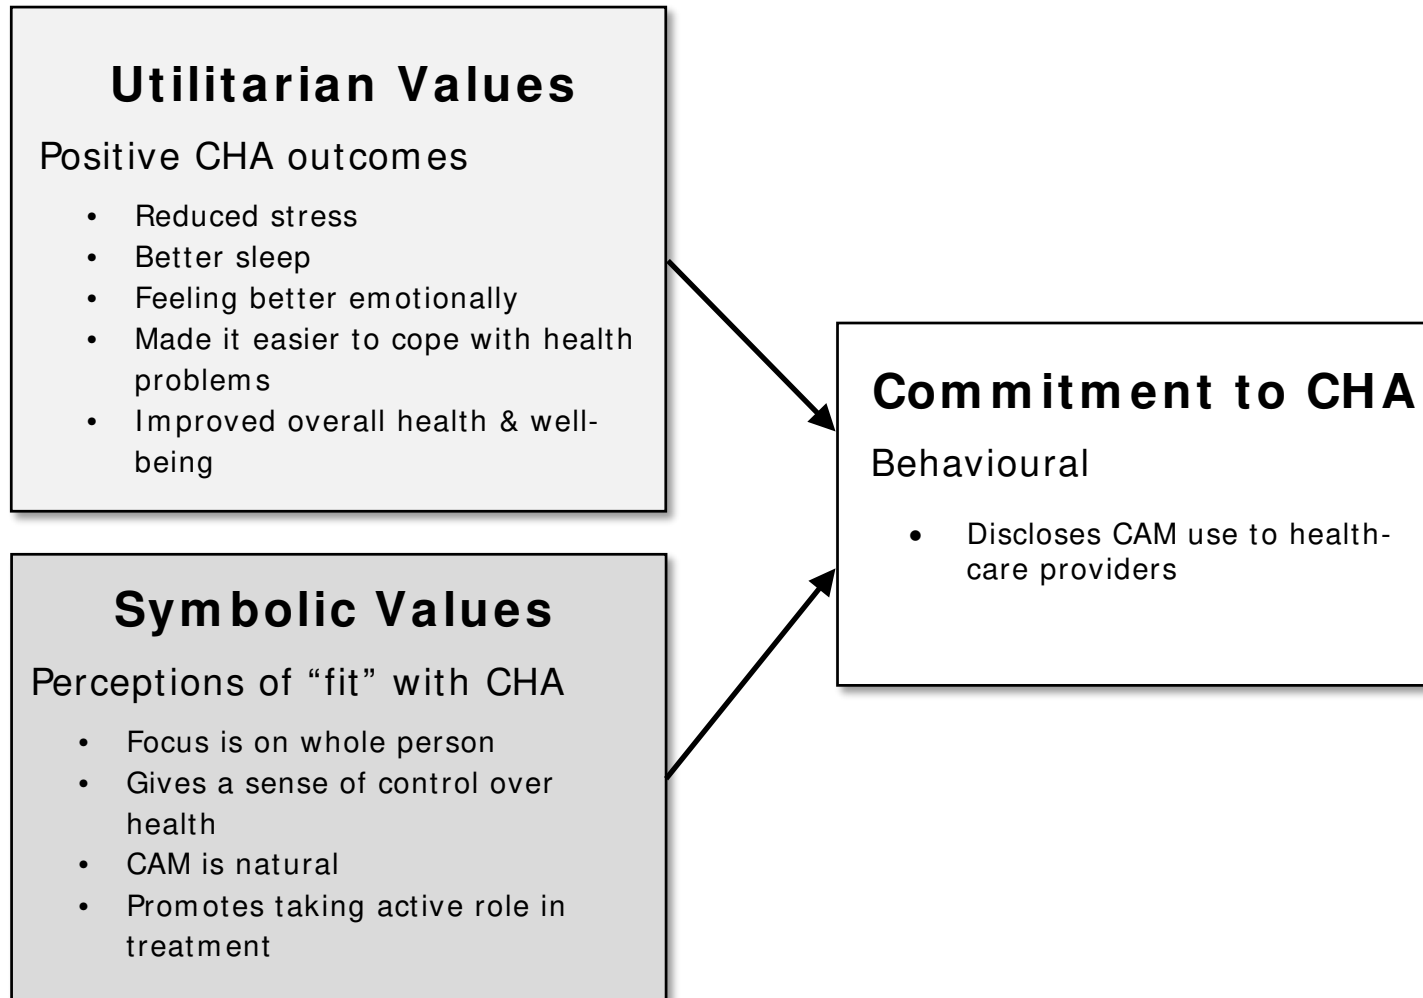 Utilitarian Values
Positive CHA outcomes
• Reduced stress
• Better sleep
• Feeling better emotionally
• Made it easier to cope with health
problems
• Improved overall health & well-
being
Symbolic Values
Perceptions of “fit” with CHA
• Focus is on whole person
• Gives a sense of control over
health
• CAM is natural
• Promotes taking active role in
treatment
Commitment to CHA
Behavioural
• Discloses CAM use to health-
care providers